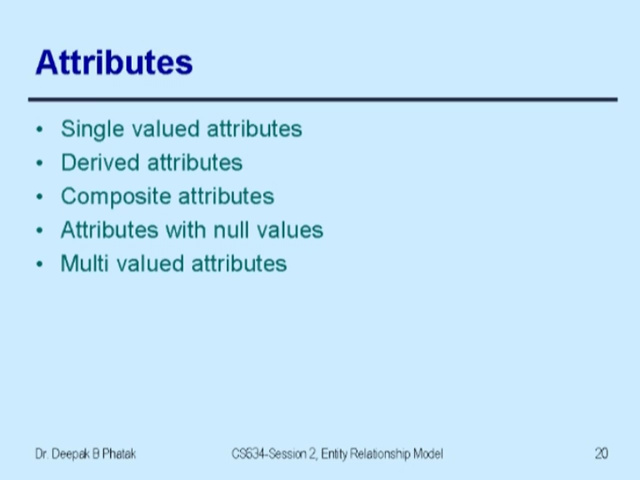 Attributes
• Single valued attributes
• Derived attributes
• Composite attributes
• Attributes with null values
• Multi valued attributes
Dr. Deepak B Phatak CS634-Session 2, Entity Relationship Model 20